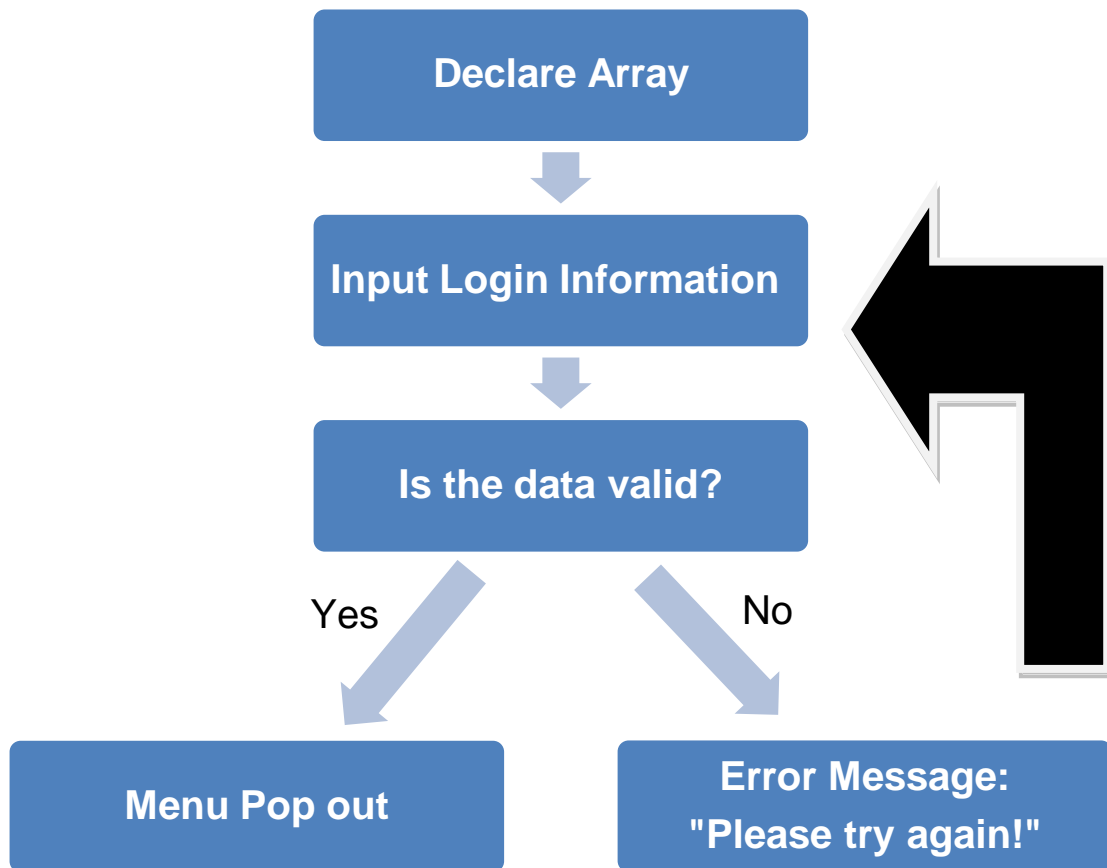 Declare Array
Input Login Information
Is the data valid?
Yes
No
Menu Pop out
Error Message:
"Please try again!"